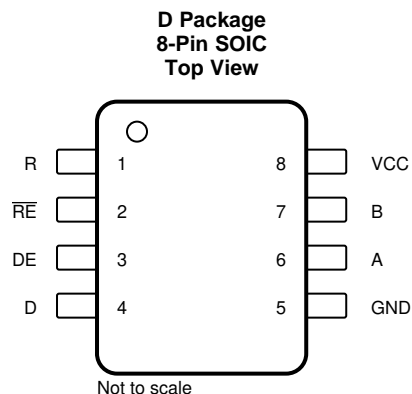 D Package
8-Pin SOIC
Top View
R 1 8 VCC
R̅E̅ 2 7 B
DE 3 6 A
D 4 5 GND
Not to scale